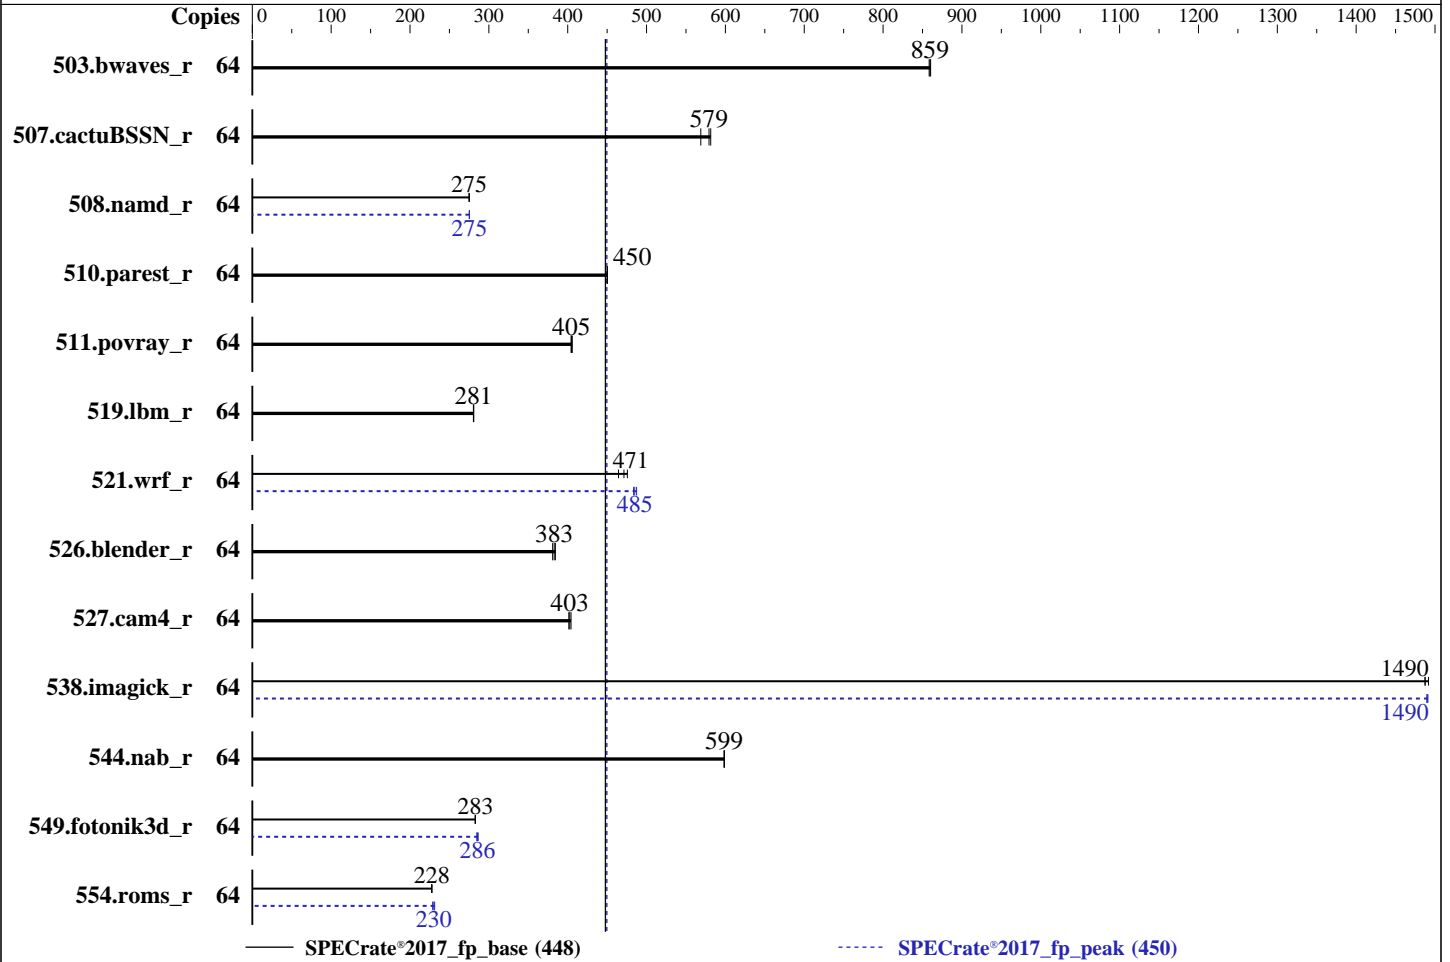 Copies 0 100 200 300 400 500 600 700 800 900 1000 1100 1200 1300 1400 1500
859
503.bwaves_r 64
579
507.cactuBSSN_r 64
275
508.namd_r 64
275
450
510.parest_r 64
405
511.povray_r 64
281
519.lbm_r 64
471
521.wrf_r 64
485
383
526.blender_r 64
403
527.cam4_r 64
1490
538.imagick_r 64
1490
599
544.nab_r 64
283
549.fotonik3d_r 64
286
228
554.roms_r 64
230
SPECrate®2017_fp_base (448) SPECrate®2017_fp_peak (450)